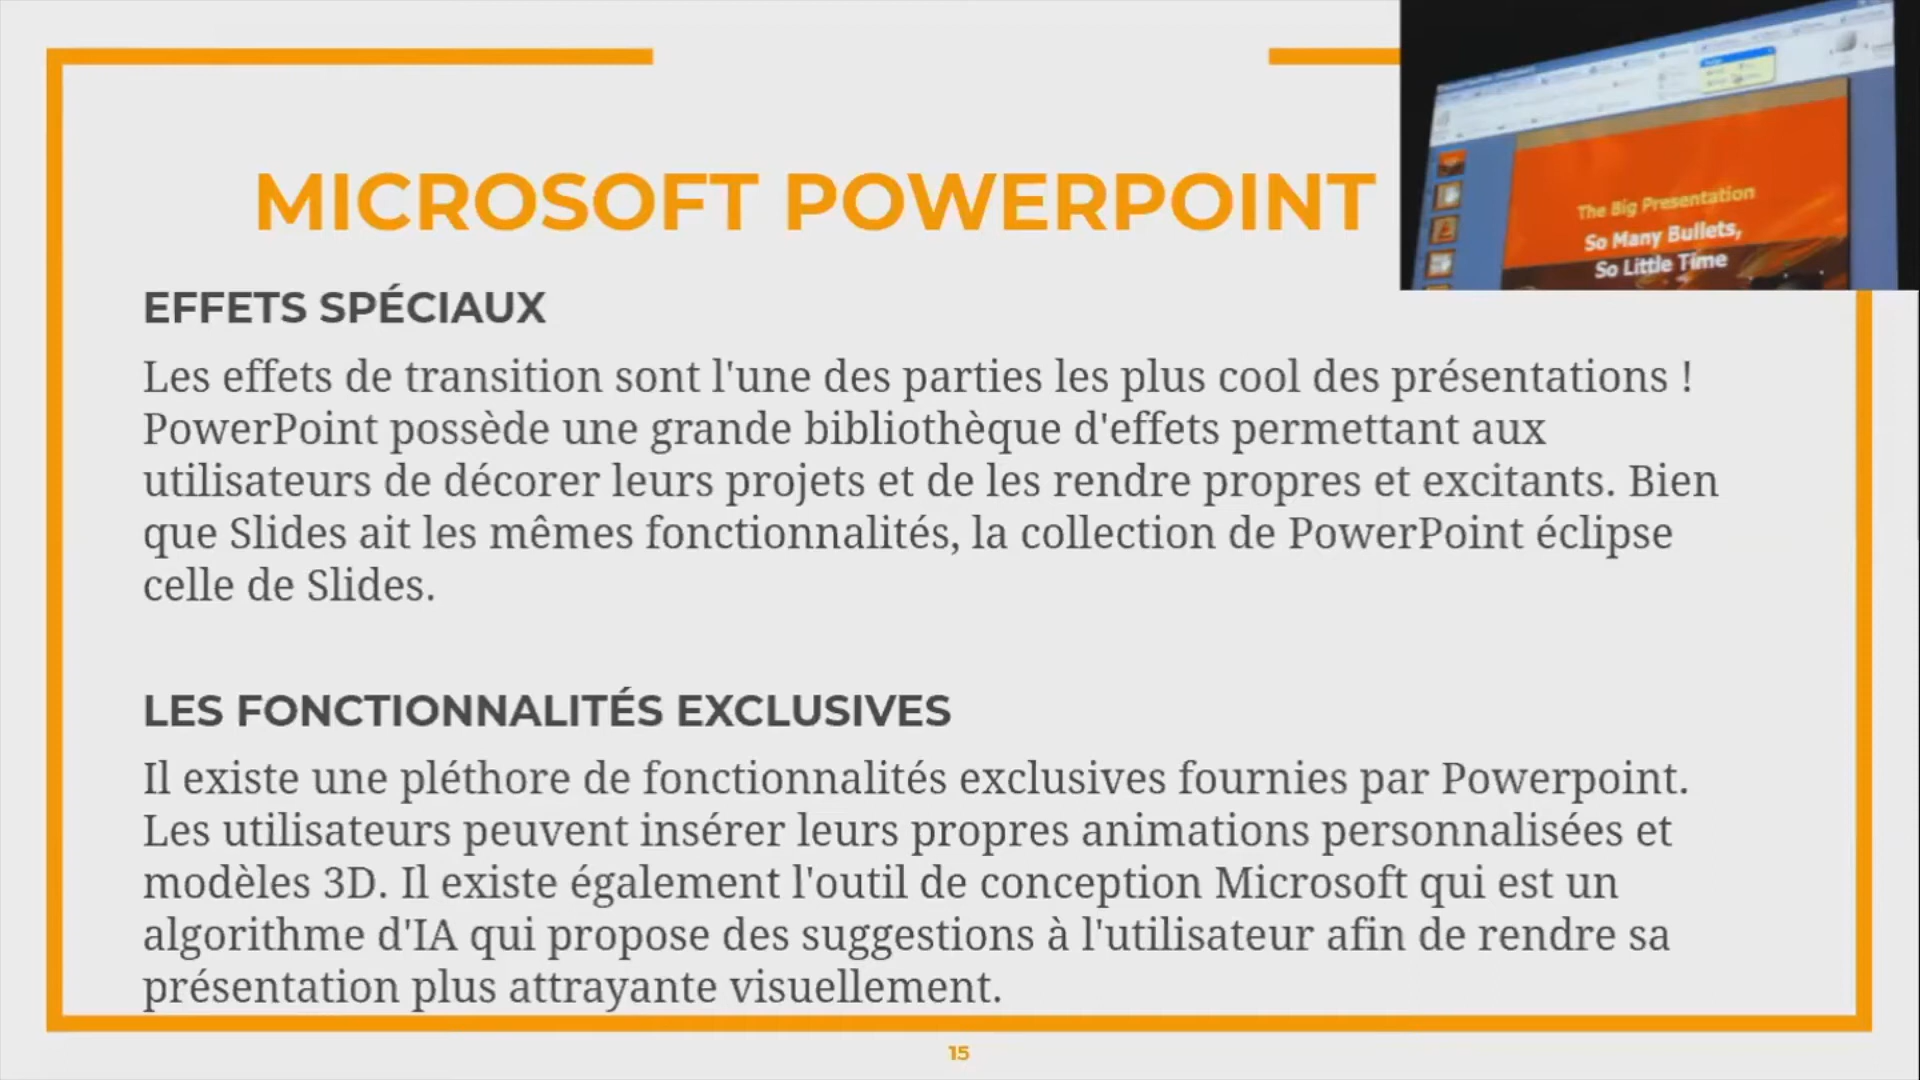 MICROSOFT POWERPOINT
The Big Presentation
So Many Bullets,
So Little Time
EFFETS SPÉCIAUX
Les effets de transition sont l'une des parties les plus cool des présentations !
PowerPoint possède une grande bibliothèque d'effets permettant aux
utilisateurs de décorer leurs projets et de les rendre propres et excitants. Bien
que Slides ait les mêmes fonctionnalités, la collection de PowerPoint éclipse
celle de Slides.
LES FONCTIONNALITÉS EXCLUSIVES
Il existe une pléthore de fonctionnalités exclusives fournies par Powerpoint.
Les utilisateurs peuvent insérer leurs propres animations personnalisées et
modèles 3D. Il existe également l'outil de conception Microsoft qui est un
algorithme d'IA qui propose des suggestions à l'utilisateur afin de rendre sa
présentation plus attrayante visuellement.
15